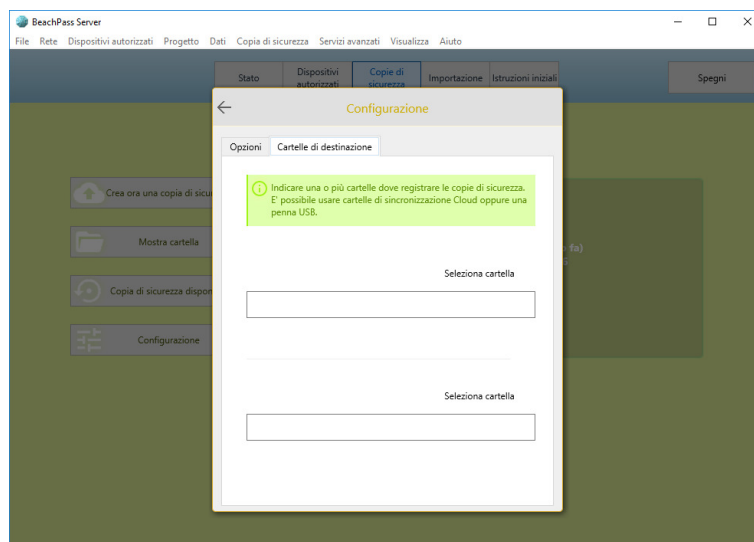 BeachPass Server
File Rete Dispositivi autorizzati Progetto Dati Copia di sicurezza Servizi avanzati Visualizza Aiuto
Stato
Dispositivi
autorizzati
Copie di
sicurezza
Importazione
Istruzioni iniziali
Spegni
Configurazione
Opzioni
Cartelle di destinazione
Indicare una o più cartelle dove registrare le copie di sicurezza.
E' possibile usare cartelle di sincronizzazione Cloud oppure una
penna USB.
Crea ora una copia di sicu
Mostra cartella
fa)
Seleziona cartella
Copia di sicurezza dispon
Configurazione
Seleziona cartella